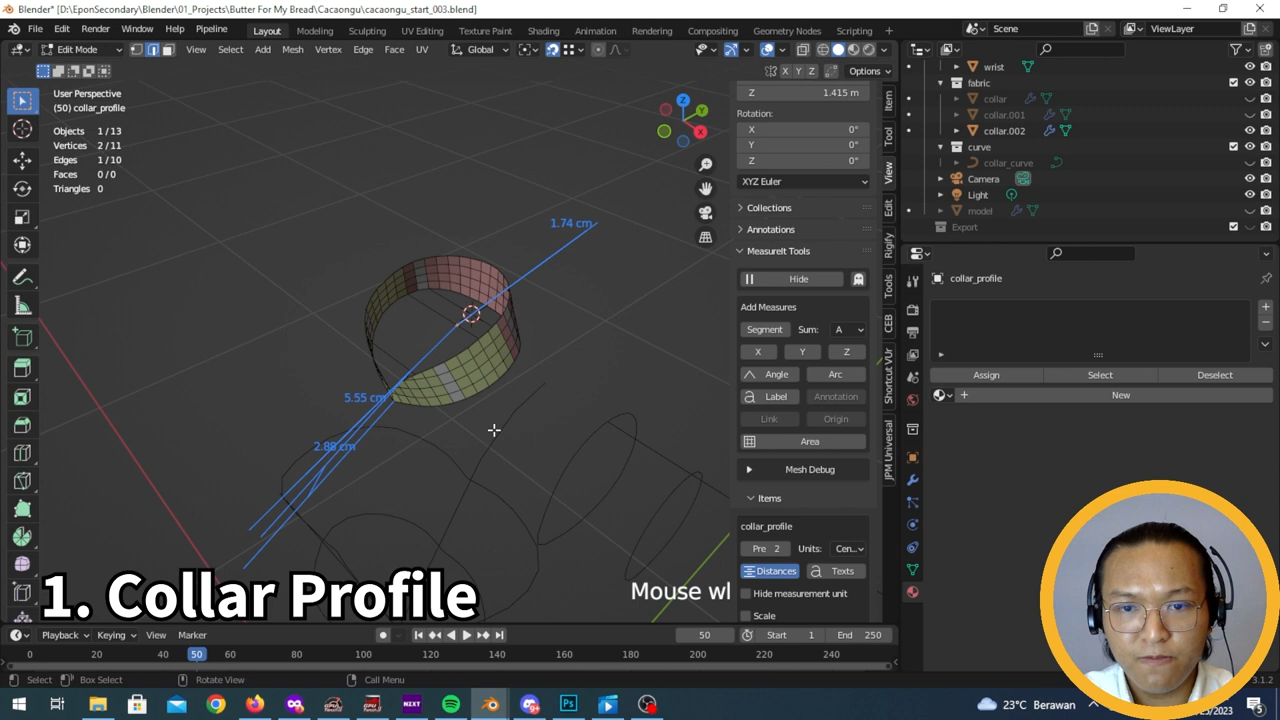 Blender* [D:\EponSecondary\Blender\01_Projects\Butter For My Bread\Cacaongu\cacaongu_start_003.blend]
File Edit Render Window Help Pipeline
Layout Modeling Sculpting UV Editing Texture Paint Shading Animation Rendering Compositing Geometry Nodes Scripting
Scene ViewLayer
Edit Mode View Select Add Mesh Vertex Edge Face UV Global
X Y Z Options
User Perspective
(50) collar_profile
Objects 1/13
Vertices 2/11
Edges 1/10
Faces 0/0
Triangles 0
Z
Y
X
1.74 cm
5.55 cm
2.88 cm
Z 1.415 m
Rotation:
X 0°
Y 0°
Z 0°
XYZ Euler
Collections
Annotations
MeasureIt Tools
Hide
Add Measures
Segment Sum: A
X Y Z
Angle Arc
Label Annotation
Link Origin
Area
Mesh Debug
Items
collar_profile
Pre 2 Units: Cen...
Distances Texts
Hide measurement unit
Scale
Item
Tool
View
Edit
Rigify
Tools
CEB
Shortcut VUr
JPM Universal
wrist
fabric
collar
collar.001
collar.002
curve
collar_curve
Camera
Light
model
Export
collar_profile
Assign Select Deselect
New
1. Collar Profile
Mouse wl
Playback Keying View Marker
50 Start 1 End 250
0 20 40 50 60 80 100 120 140 160 180 200 220 240
Select Box Select Rotate View Call Menu
3.1.2
23°C Berawan
5